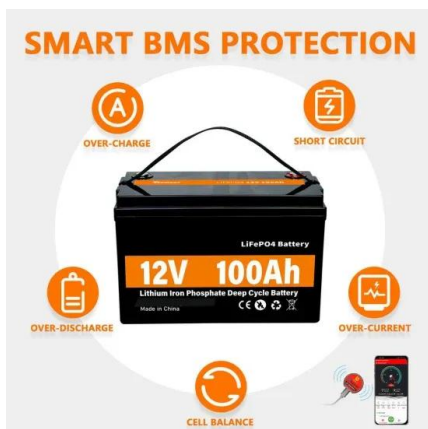 SMART BMS PROTECTION
A
OVER-CHARGE
SHORT CIRCUIT
LiFePO4 Battery
12V 100Ah
Lithium Iron Phosphate Deep Cycle Battery
Made in China
CE
OVER-DISCHARGE
OVER-CURRENT
CELL BALANCE